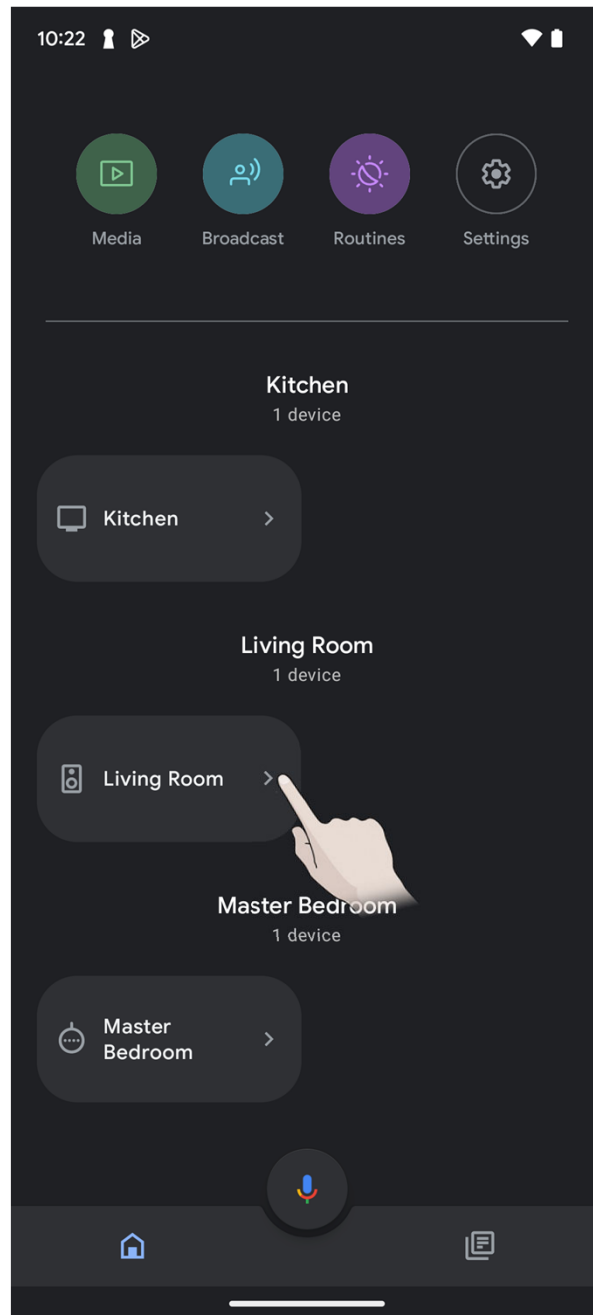 10:22
Media Broadcast Routines Settings
Kitchen
1 device
Kitchen
Living Room
1 device
Living Room
Master Bedroom
1 device
Master
Bedroom